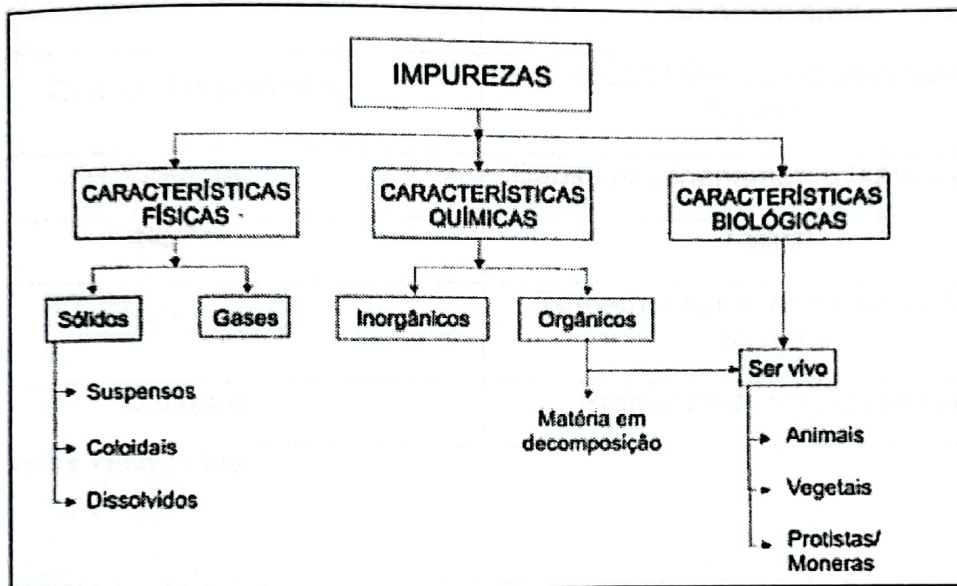 IMPUREZAS
CARACTERÍSTICAS
FÍSICAS
CARACTERÍSTICAS
QUÍMICAS
CARACTERÍSTICAS
BIOLÓGICAS
Sólidos
Gases
Inorgânicos
Orgânicos
Ser vivo
Suspensos
Coloidais
Dissolvidos
Matéria em
decomposição
Animais
Vegetais
Protistas/
Moneras